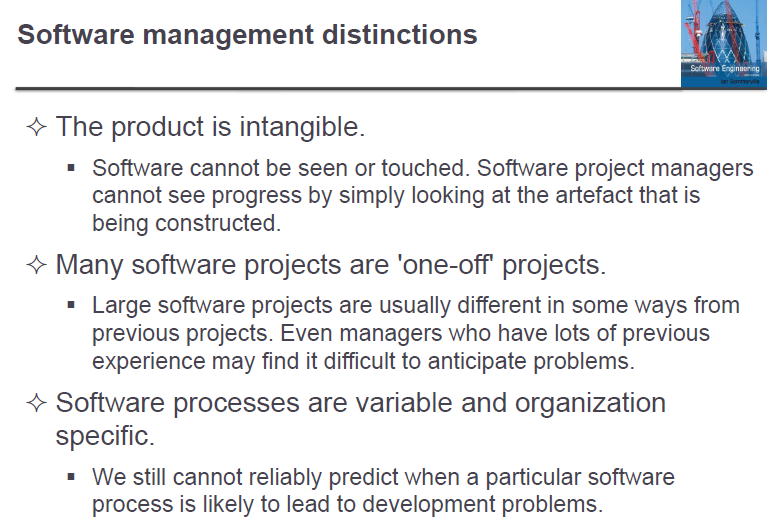 Software management distinctions
Software Engineering
Ian Sommerville
✧ The product is intangible.
▪ Software cannot be seen or touched. Software project managers
cannot see progress by simply looking at the artefact that is
being constructed.
✧ Many software projects are 'one-off' projects.
▪ Large software projects are usually different in some ways from
previous projects. Even managers who have lots of previous
experience may find it difficult to anticipate problems.
✧ Software processes are variable and organization
specific.
▪ We still cannot reliably predict when a particular software
process is likely to lead to development problems.